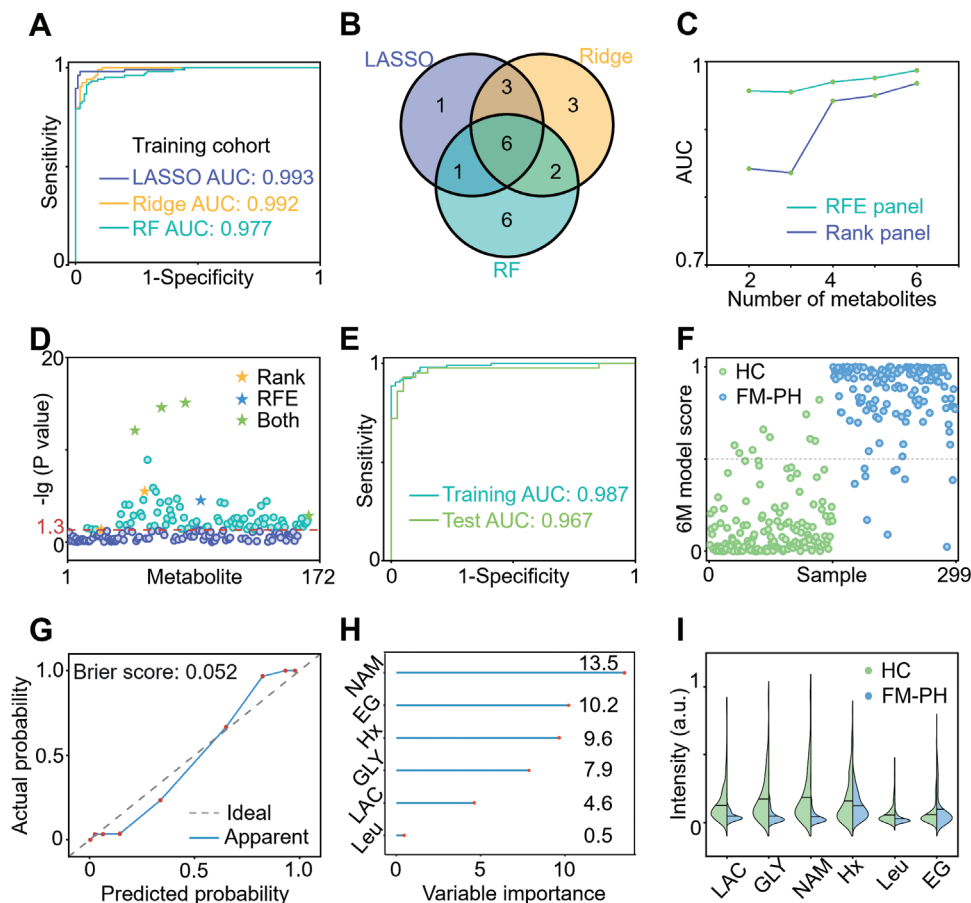 A
1
Sensitivity
0
Training cohort
LASSO AUC: 0.993
Ridge AUC: 0.992
RF AUC: 0.977
0
1-Specificity
1
B
LASSO
Ridge
1
3
3
6
1
2
6
RF
C
1
AUC
0.7
RFE panel
Rank panel
2
4
6
Number of metabolites
D
20
-lg (P value)
1.3
0
Rank
RFE
Both
1
Metabolite
172
E
1
Sensitivity
0
Training AUC: 0.987
Test AUC: 0.967
0
1-Specificity
1
F
1
6M model score
0
HC
FM-PH
0
Sample
299
G
Brier score: 0.052
1.0
Actual probability
0.5
0
Ideal
Apparent
0
0.5
1.0
Predicted probability
H
NAM
13.5
EG
10.2
Hx
9.6
GLY
7.9
LAC
4.6
Leu
0.5
0
5
10
Variable importance
I
HC
FM-PH
1
Intensity (a.u.)
0
LAC
GLY
NAM
Hx
Leu
EG